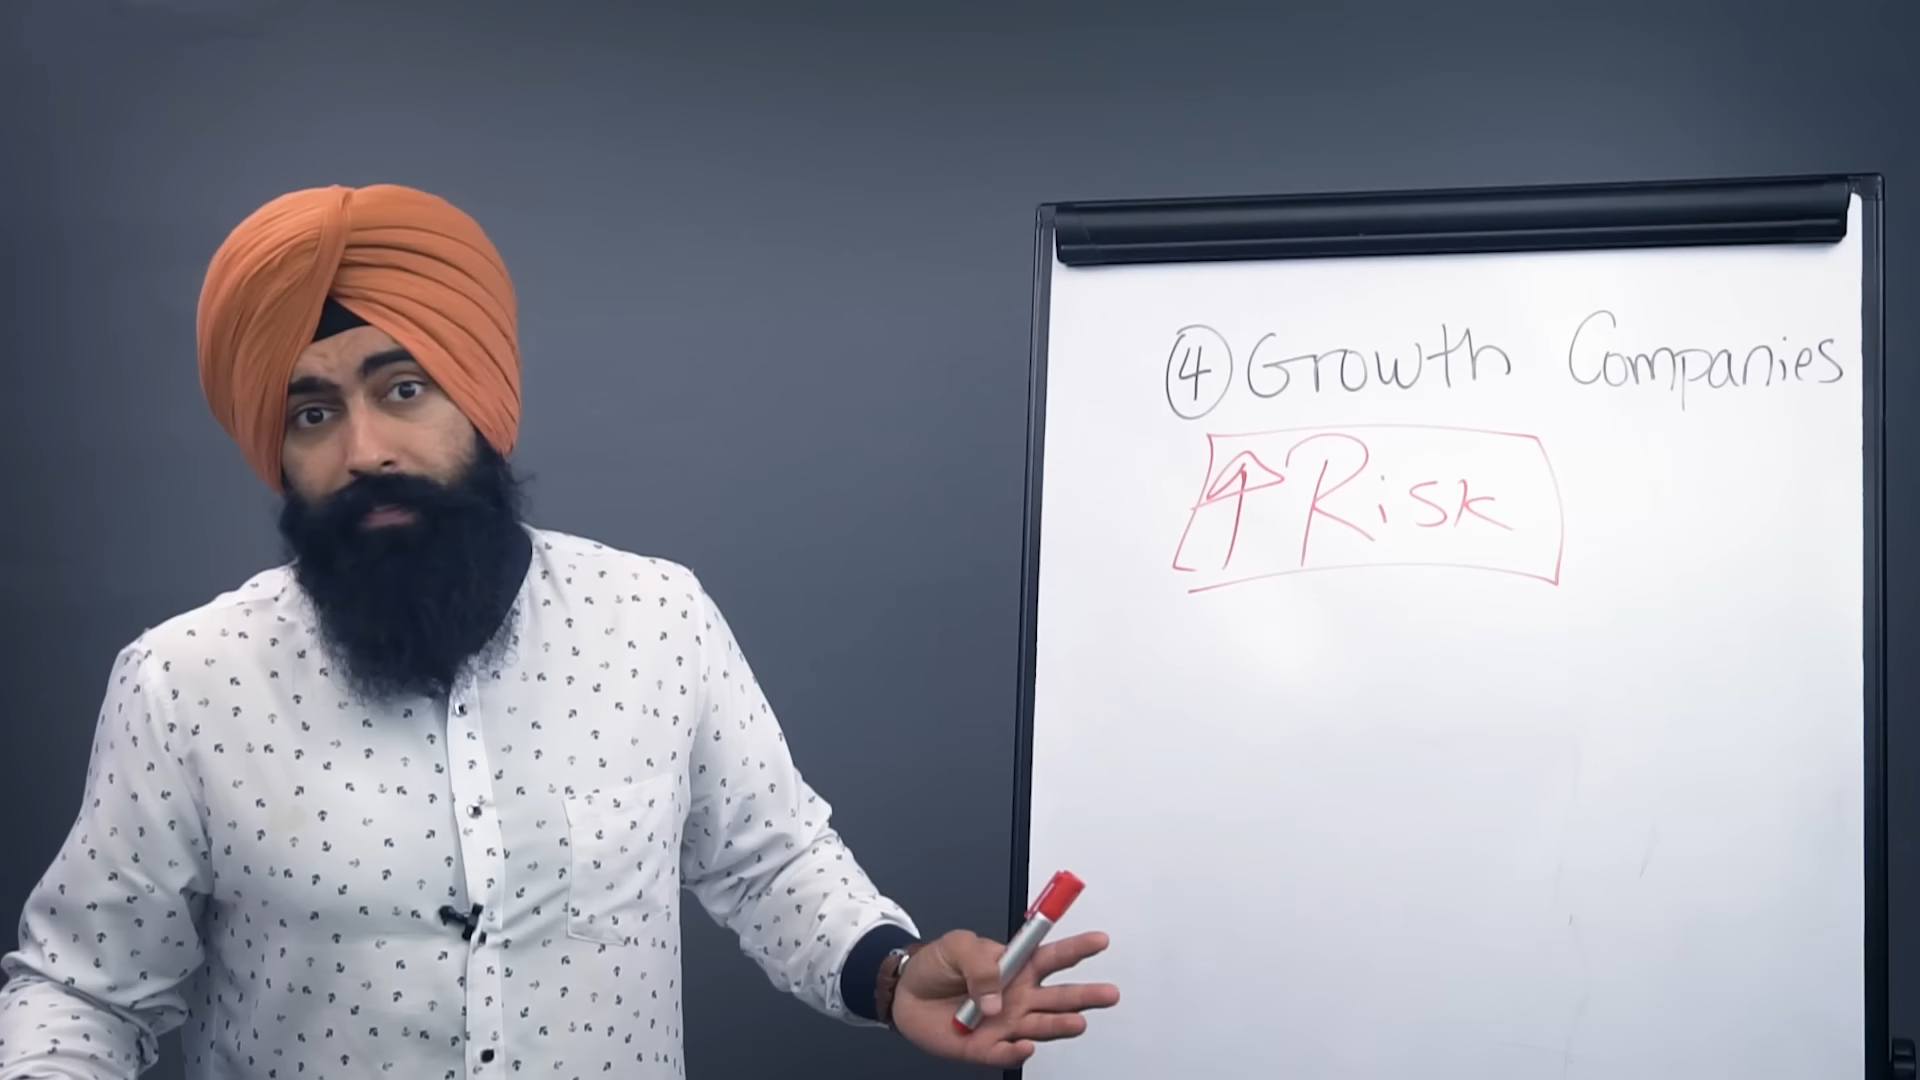 ④ Growth Companies
↑ Risk